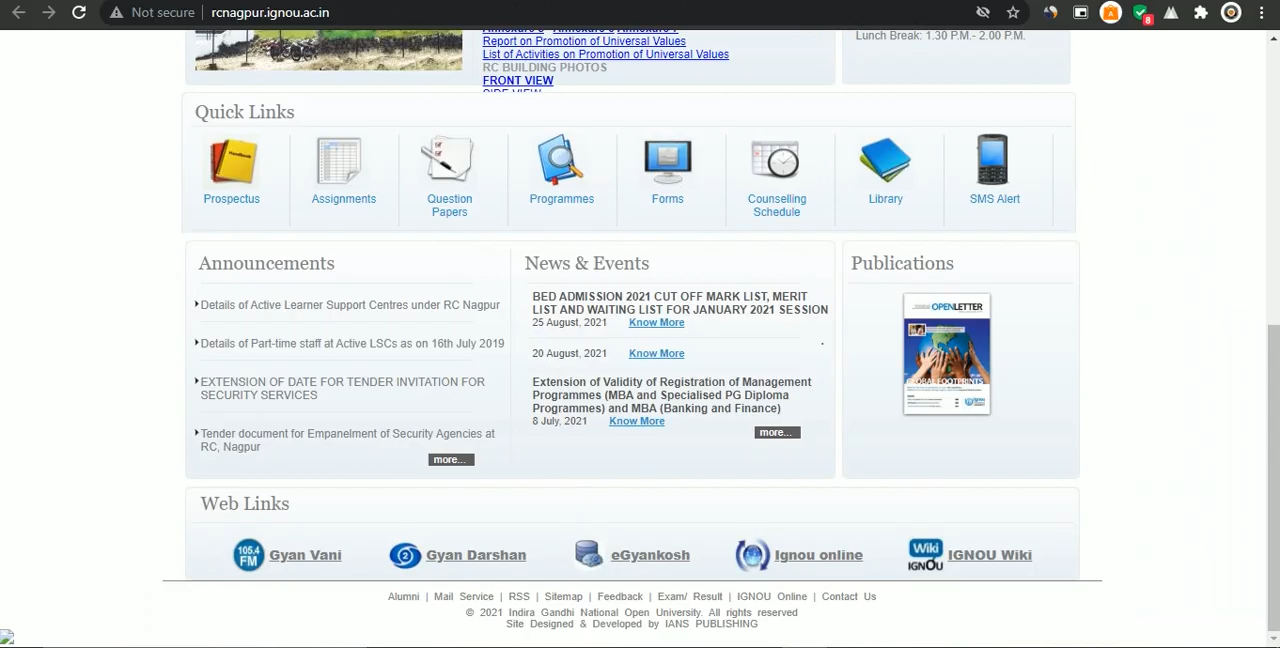 Not secure | rcnagpur.ignou.ac.in
8
Report on Promotion of Universal Values
List of Activities on Promotion of Universal Values
RC BUILDING PHOTOS
FRONT VIEW
SIDE VIEW
Lunch Break: 1.30 P.M.- 2.00 P.M.
Quick Links
Prospectus
Assignments
Question
Papers
Programmes
Forms
Counselling
Schedule
Library
SMS Alert
Announcements
Details of Active Learner Support Centres under RC Nagpur
Details of Part-time staff at Active LSCs as on 16th July 2019
EXTENSION OF DATE FOR TENDER INVITATION FOR
SECURITY SERVICES
Tender document for Empanelment of Security Agencies at
RC, Nagpur
more...
News & Events
BED ADMISSION 2021 CUT OFF MARK LIST, MERIT
LIST AND WAITING LIST FOR JANUARY 2021 SESSION
25 August, 2021 Know More
20 August, 2021 Know More
Extension of Validity of Registration of Management
Programmes (MBA and Specialised PG Diploma
Programmes) and MBA (Banking and Finance)
8 July, 2021 Know More
more...
Publications
OPENLETTER
GLOBAL FOOTPRINTS
Web Links
105.4
FM
Gyan Vani
Gyan Darshan
eGyankosh
Ignou online
Wiki
IGNOU
IGNOU Wiki
Alumni | Mail Service | RSS | Sitemap | Feedback | Exam/ Result | IGNOU Online | Contact Us
© 2021 Indira Gandhi National Open University. All rights reserved
Site Designed & Developed by IANS PUBLISHING